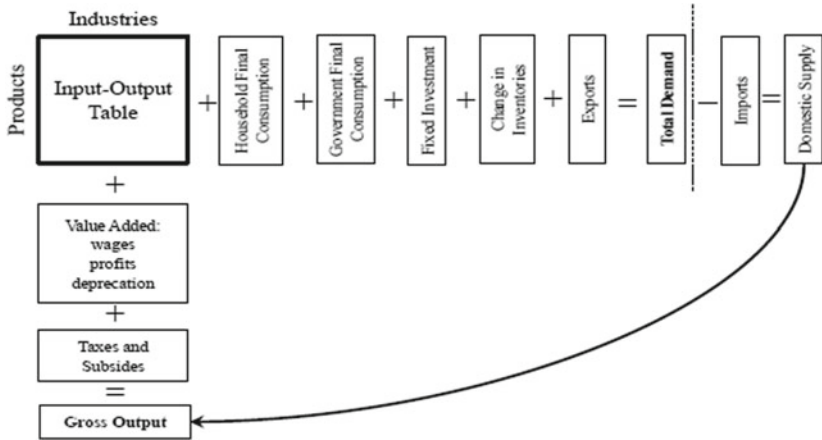 Industries
Products
Input-Output
Table
+
Household Final
Consumption
+
Government Final
Consumption
+
Fixed Investment
+
Change in
Inventories
+
Exports
=
Total Demand
−
Imports
=
Domestic Supply
+
Value Added:
wages
profits
deprecation
+
Taxes and
Subsides
=
Gross Output